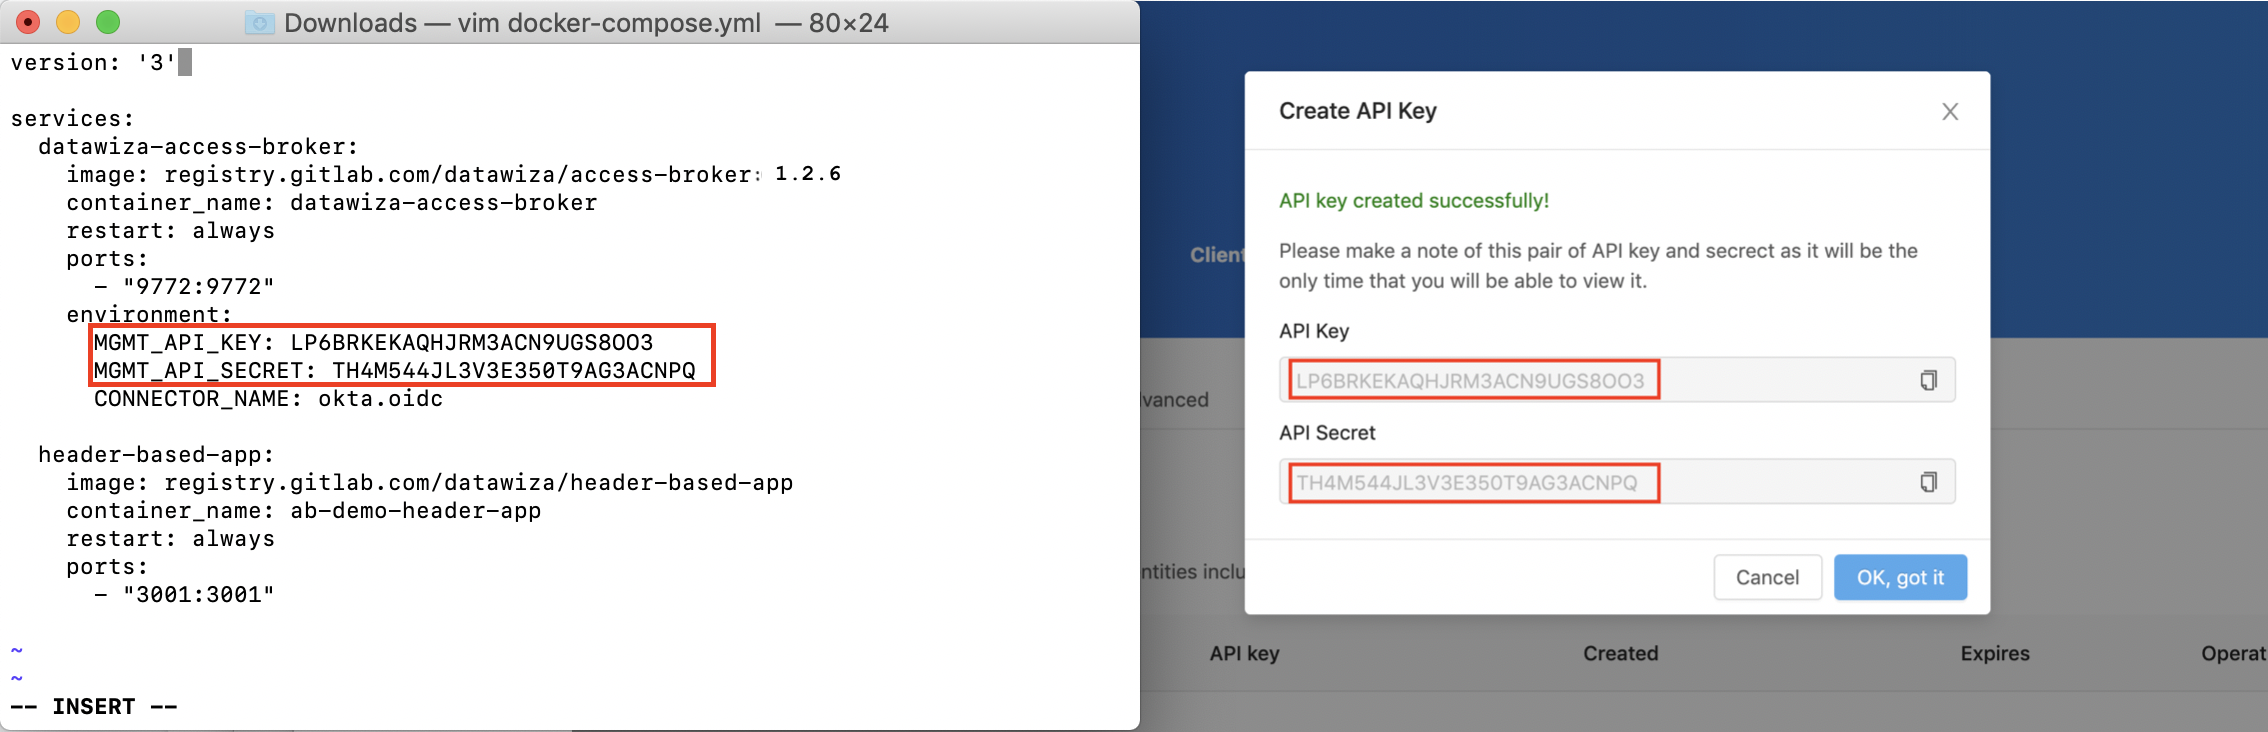 Downloads — vim docker-compose.yml — 80×24
version: '3'
services:
datawiza-access-broker:
image: registry.gitlab.com/datawiza/access-broker: 1.2.6
container_name: datawiza-access-broker
restart: always
ports:
- "9772:9772"
environment:
MGMT_API_KEY: LP6BRKEKAQHJRM3ACN9UGS8OO3
MGMT_API_SECRET: TH4M544JL3V3E350T9AG3ACNPQ
CONNECTOR_NAME: okta.oidc
header-based-app:
image: registry.gitlab.com/datawiza/header-based-app
container_name: ab-demo-header-app
restart: always
ports:
- "3001:3001"
~
~
-- INSERT --
Create API Key
API key created successfully!
Please make a note of this pair of API key and secrect as it will be the
only time that you will be able to view it.
API Key
LP6BRKEKAQHJRM3ACN9UGS8OO3
API Secret
TH4M544JL3V3E350T9AG3ACNPQ
Cancel OK, got it
Client
vanced
ntities inclu
API key Created Expires Operat